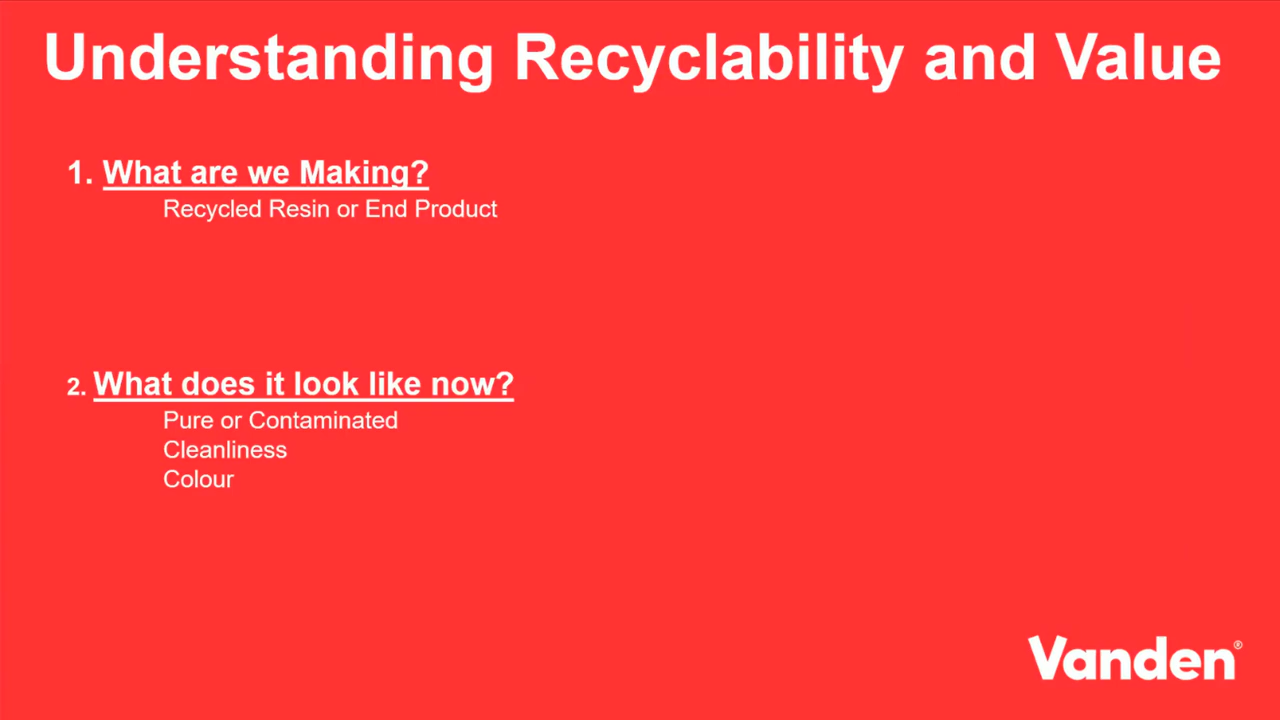 Understanding Recyclability and Value
1. What are we Making?
Recycled Resin or End Product
2. What does it look like now?
Pure or Contaminated
Cleanliness
Colour
Vanden®